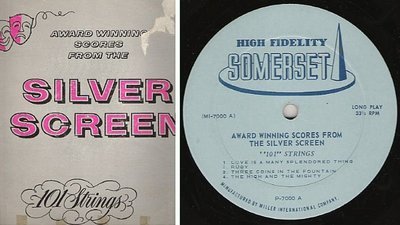 AWARD WINNING
SCORES
FROM THE
SILVER
SCREEN
101 Strings
HIGH FIDELITY
SOMERSET
(MI-7000 A)
LONG PLAY
33⅓ RPM
AWARD WINNING SCORES FROM
THE SILVER SCREEN
"101" STRINGS
1. LOVE IS A MANY SPLENDORED THING
RUBY
3. THREE COINS IN THE FOUNTAIN
4. THE HIGH AND THE MIGHTY
P-7000 A
MANUFACTURED BY MILLER INTERNATIONAL COMPANY.